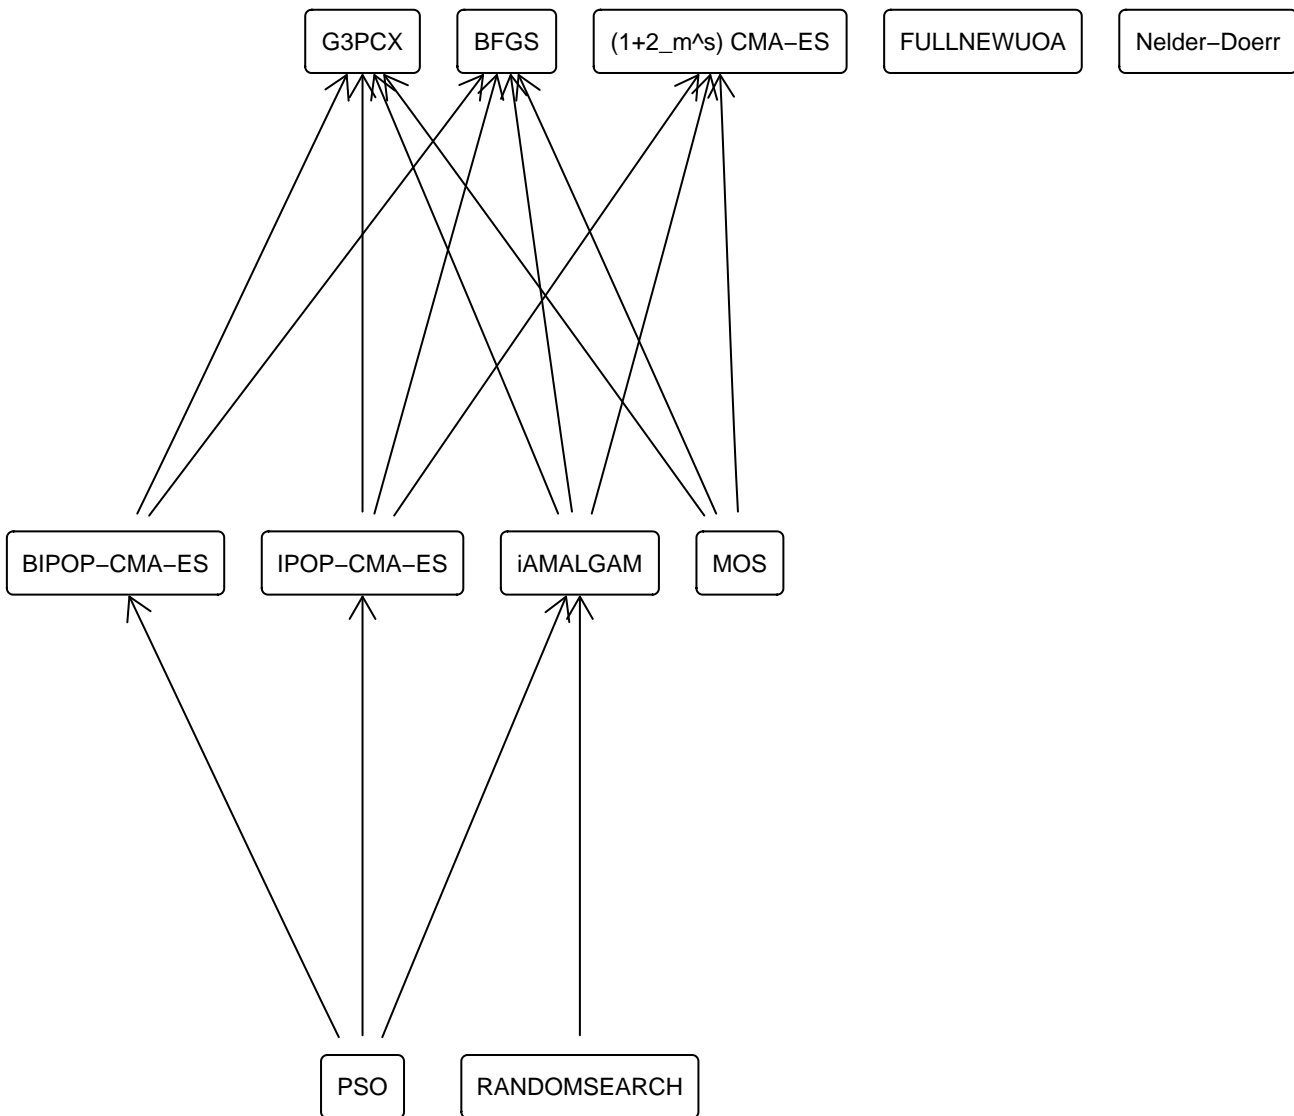 G3PCX
BFGS
(1+2_m^s) CMA−ES
FULLNEWUOA
Nelder−Doerr
BIPOP−CMA−ES
IPOP−CMA−ES
iAMALGAM
MOS
PSO
RANDOMSEARCH